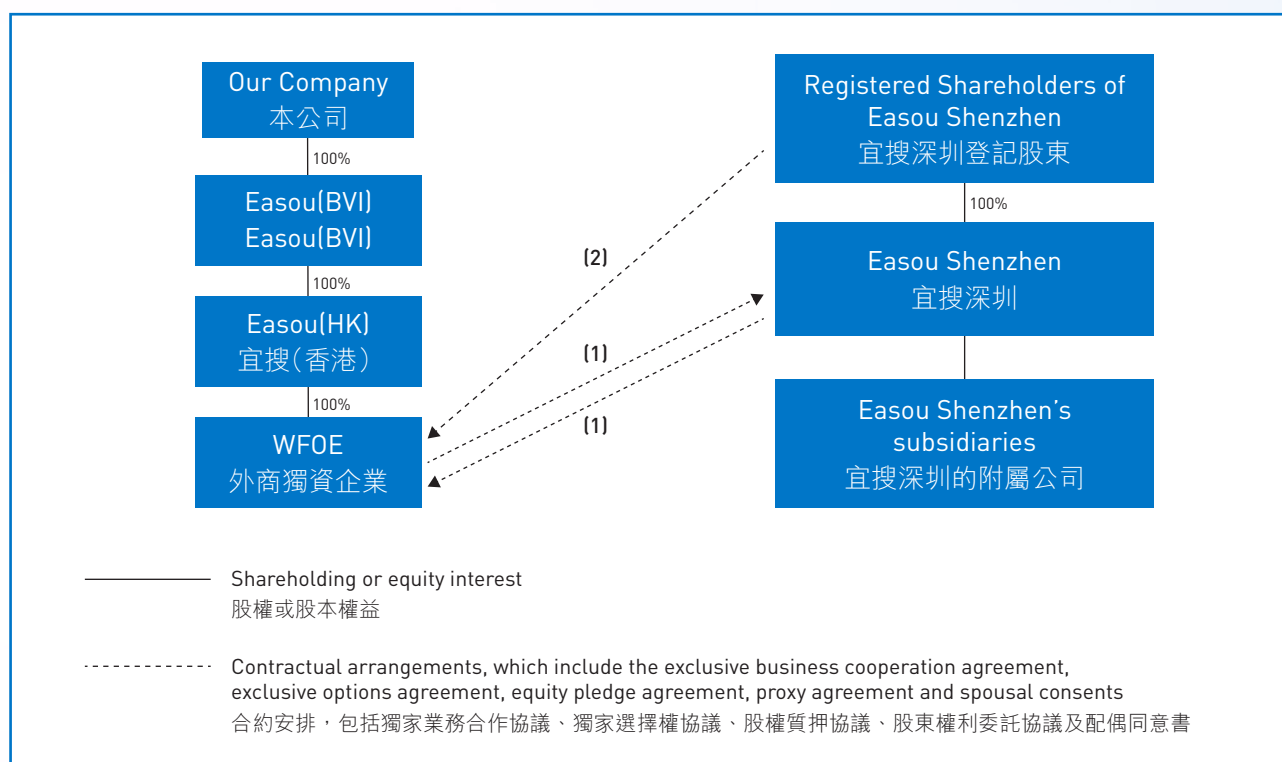 Our Company
本公司
100%
Easou(BVI)
Easou(BVI)
100%
Easou(HK)
宜搜(香港)
100%
WFOE
外商獨資企業
(2)
(1)
(1)
Registered Shareholders of
Easou Shenzhen
宜搜深圳登記股東
100%
Easou Shenzhen
宜搜深圳
Easou Shenzhen’s
subsidiaries
宜搜深圳的附屬公司
Shareholding or equity interest
股權或股本權益
Contractual arrangements, which include the exclusive business cooperation agreement,
exclusive options agreement, equity pledge agreement, proxy agreement and spousal consents
合約安排，包括獨家業務合作協議、獨家選擇權協議、股權質押協議、股東權利委託協議及配偶同意書